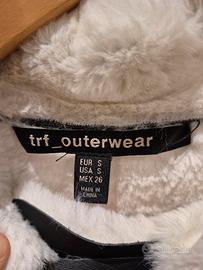 trf_outerwear
EUR S
USA S
MEX 26
MADE IN
CHINA